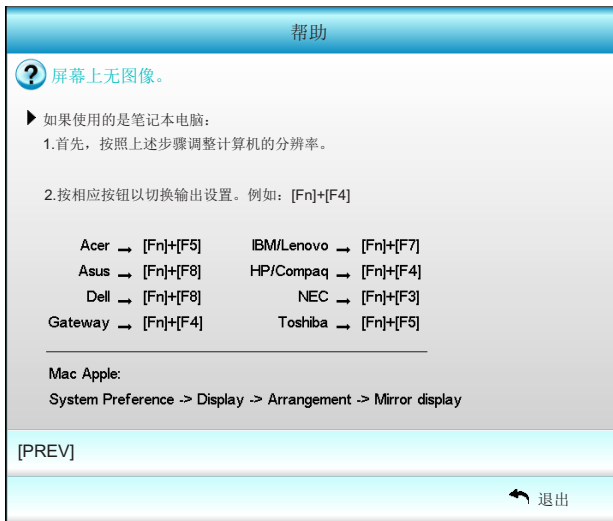 帮助
? 屏幕上无图像。
如果使用的是笔记本电脑：
1.首先，按照上述步骤调整计算机的分辨率。
2.按相应按钮以切换输出设置。例如：[Fn]+[F4]
Acer → [Fn]+[F5] IBM/Lenovo → [Fn]+[F7]
Asus → [Fn]+[F8] HP/Compaq → [Fn]+[F4]
Dell → [Fn]+[F8] NEC → [Fn]+[F3]
Gateway → [Fn]+[F4] Toshiba → [Fn]+[F5]
Mac Apple:
System Preference -> Display -> Arrangement -> Mirror display
[PREV]
退出